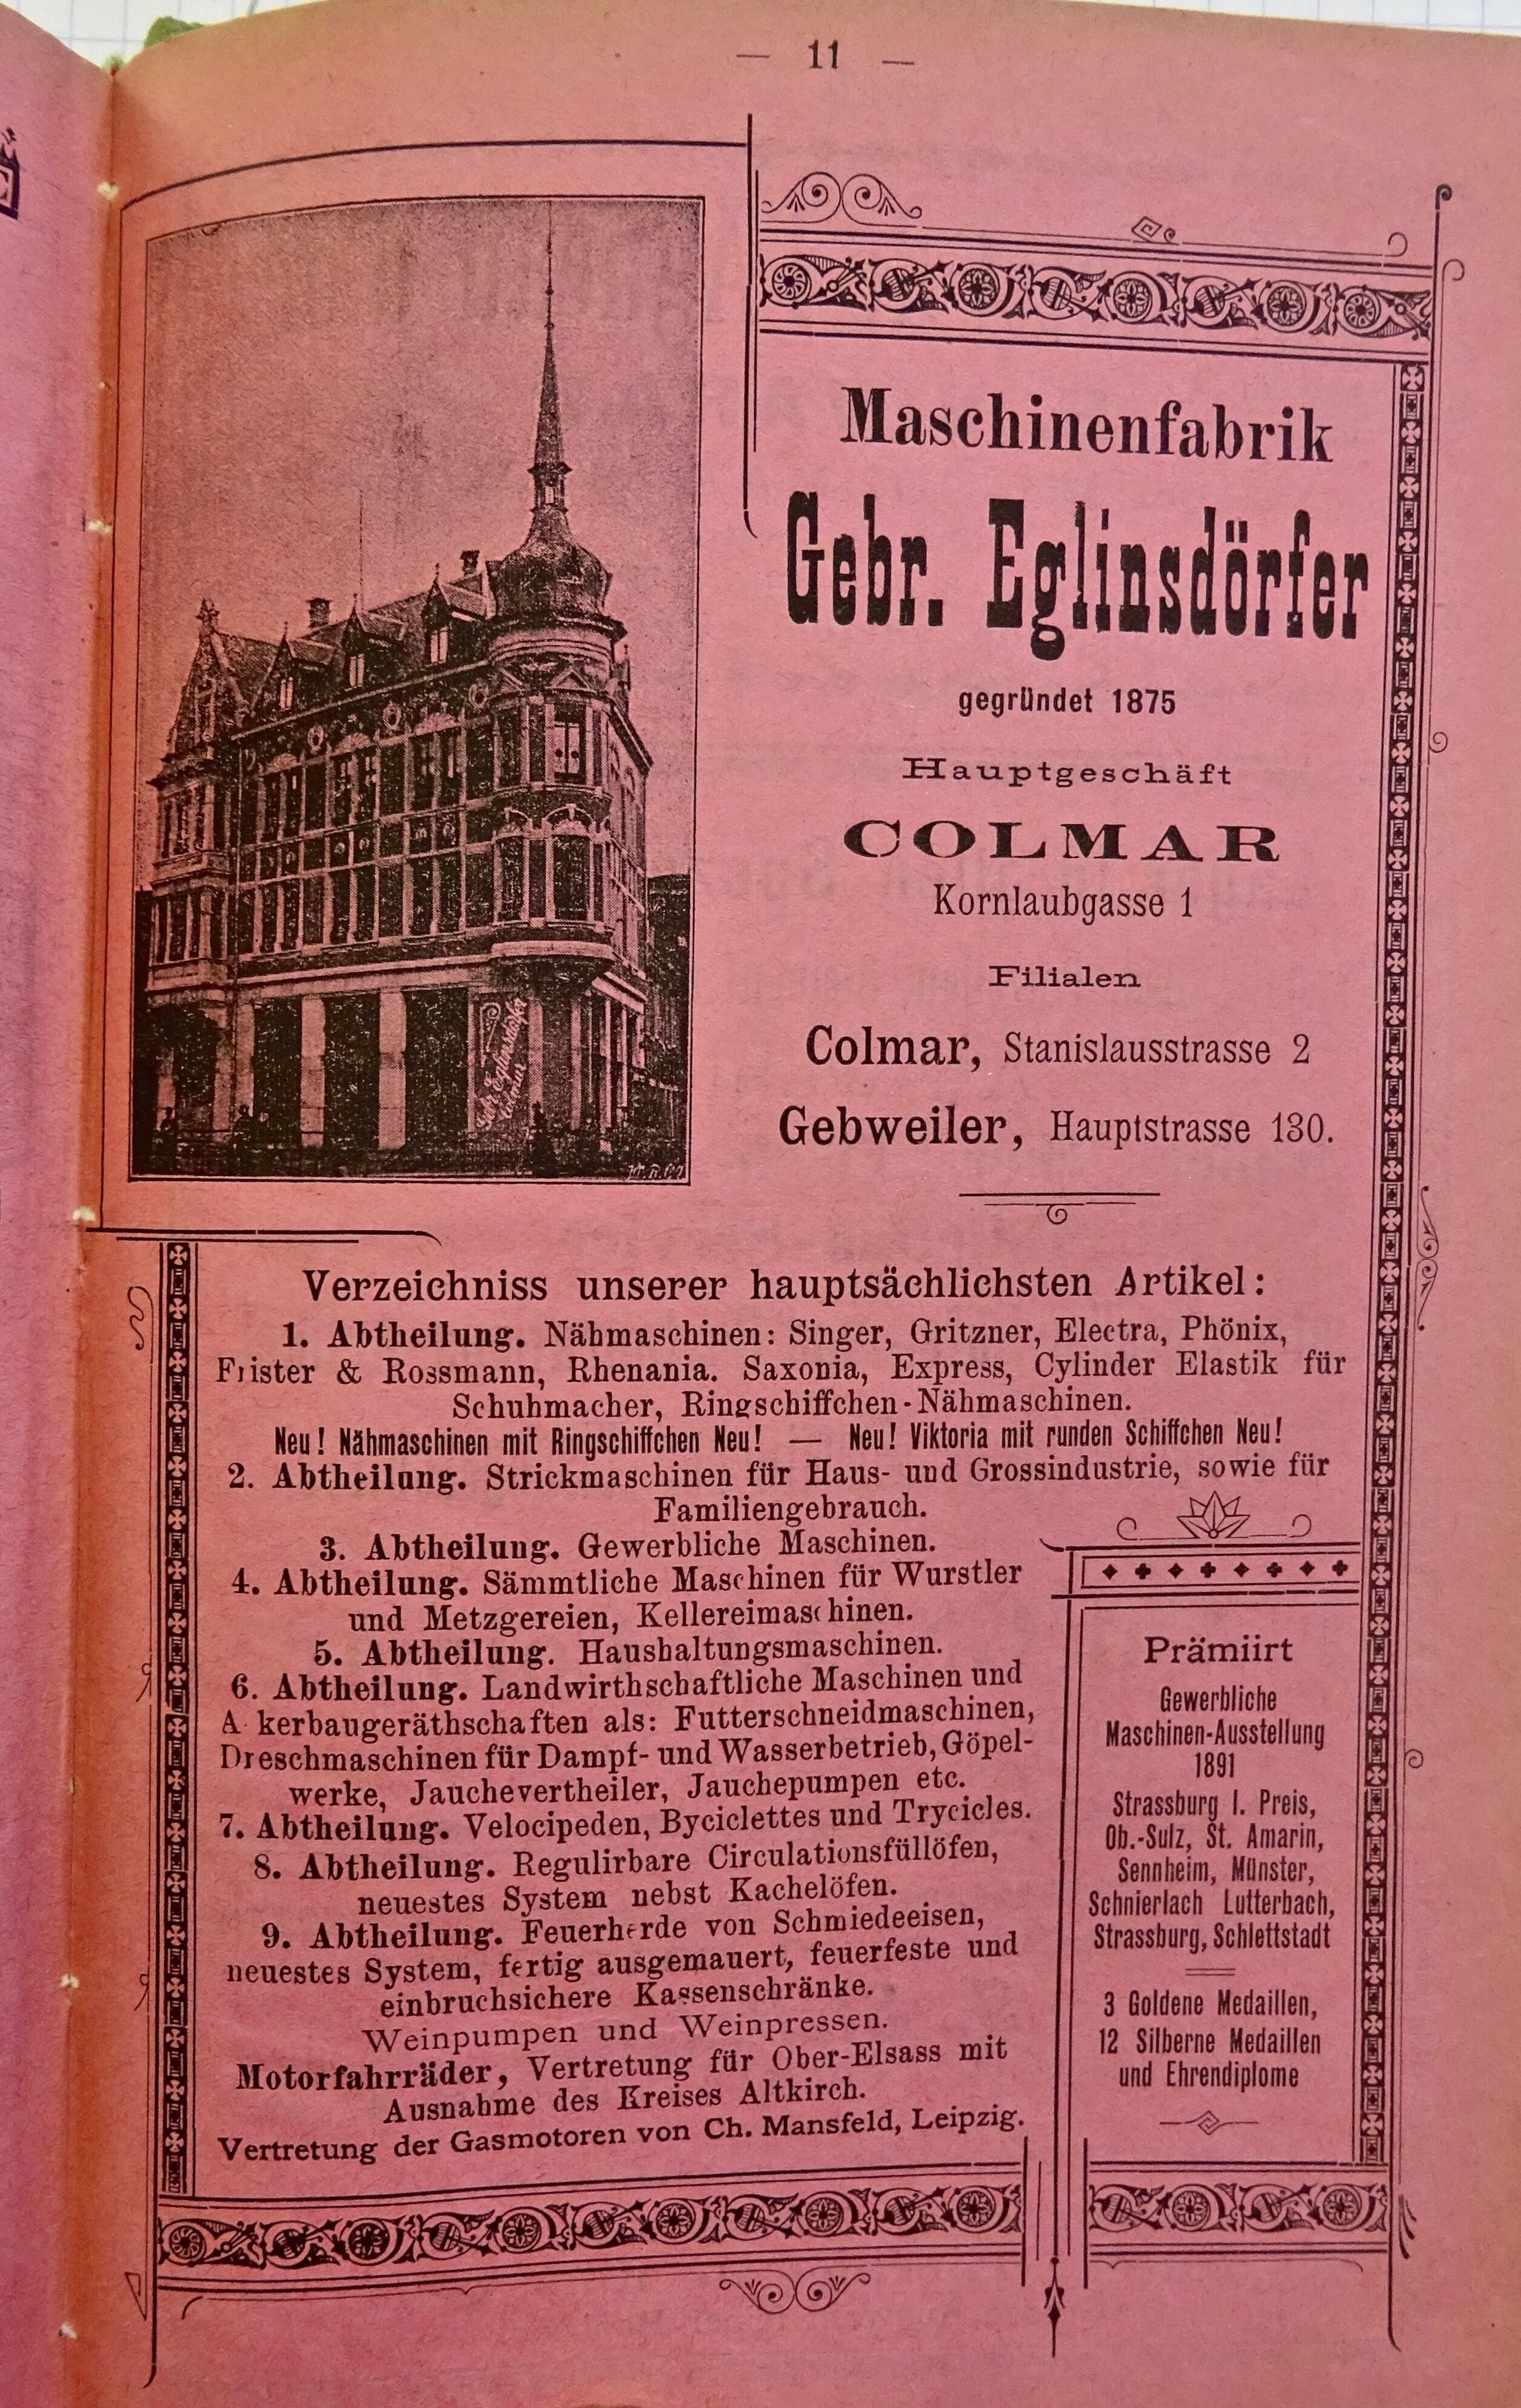 — 11 —
Maschinenfabrik
Gebr. Eglinsdörfer
gegründet 1875
Hauptgeschäft
COLMAR
Kornlaubgasse 1
Filialen
Colmar, Stanislausstrasse 2
Gebweiler, Hauptstrasse 130.
Gebr. Eglinsdörfer
Colmar
Verzeichniss unserer hauptsächlichsten Artikel:
1. Abtheilung. Nähmaschinen: Singer, Gritzner, Electra, Phönix,
Frister & Rossmann, Rhenania. Saxonia, Express, Cylinder Elastik für
Schuhmacher, Ringschiffchen-Nähmaschinen.
Neu! Nähmaschinen mit Ringschiffchen Neu! — Neu! Viktoria mit runden Schiffchen Neu!
2. Abtheilung. Strickmaschinen für Haus- und Grossindustrie, sowie für
Familiengebrauch.
3. Abtheilung. Gewerbliche Maschinen.
4. Abtheilung. Sämmtliche Maschinen für Wurstler
und Metzgereien, Kellereimaschinen.
5. Abtheilung. Haushaltungsmaschinen.
6. Abtheilung. Landwirthschaftliche Maschinen und
A kerbaugeräthschaften als: Futterschneidmaschinen,
Dreschmaschinen für Dampf- und Wasserbetrieb, Göpel-
werke, Jauchevertheiler, Jauchepumpen etc.
7. Abtheilung. Velocipeden, Byciclettes und Trycicles.
8. Abtheilung. Regulirbare Circulationsfüllöfen,
neuestes System nebst Kachelöfen.
9. Abtheilung. Feuerherde von Schmiedeeisen,
neuestes System, fertig ausgemauert, feuerfeste und
einbruchsichere Kassenschränke.
Weinpumpen und Weinpressen.
Motorfahrräder, Vertretung für Ober-Elsass mit
Ausnahme des Kreises Altkirch.
Vertretung der Gasmotoren von Ch. Mansfeld, Leipzig.
Prämiirt
Gewerbliche
Maschinen-Ausstellung
1891
Strassburg I. Preis,
Ob.-Sulz, St. Amarin,
Sennheim, Münster,
Schnierlach Lutterbach,
Strassburg, Schlettstadt
3 Goldene Medaillen,
12 Silberne Medaillen
und Ehrendiplome